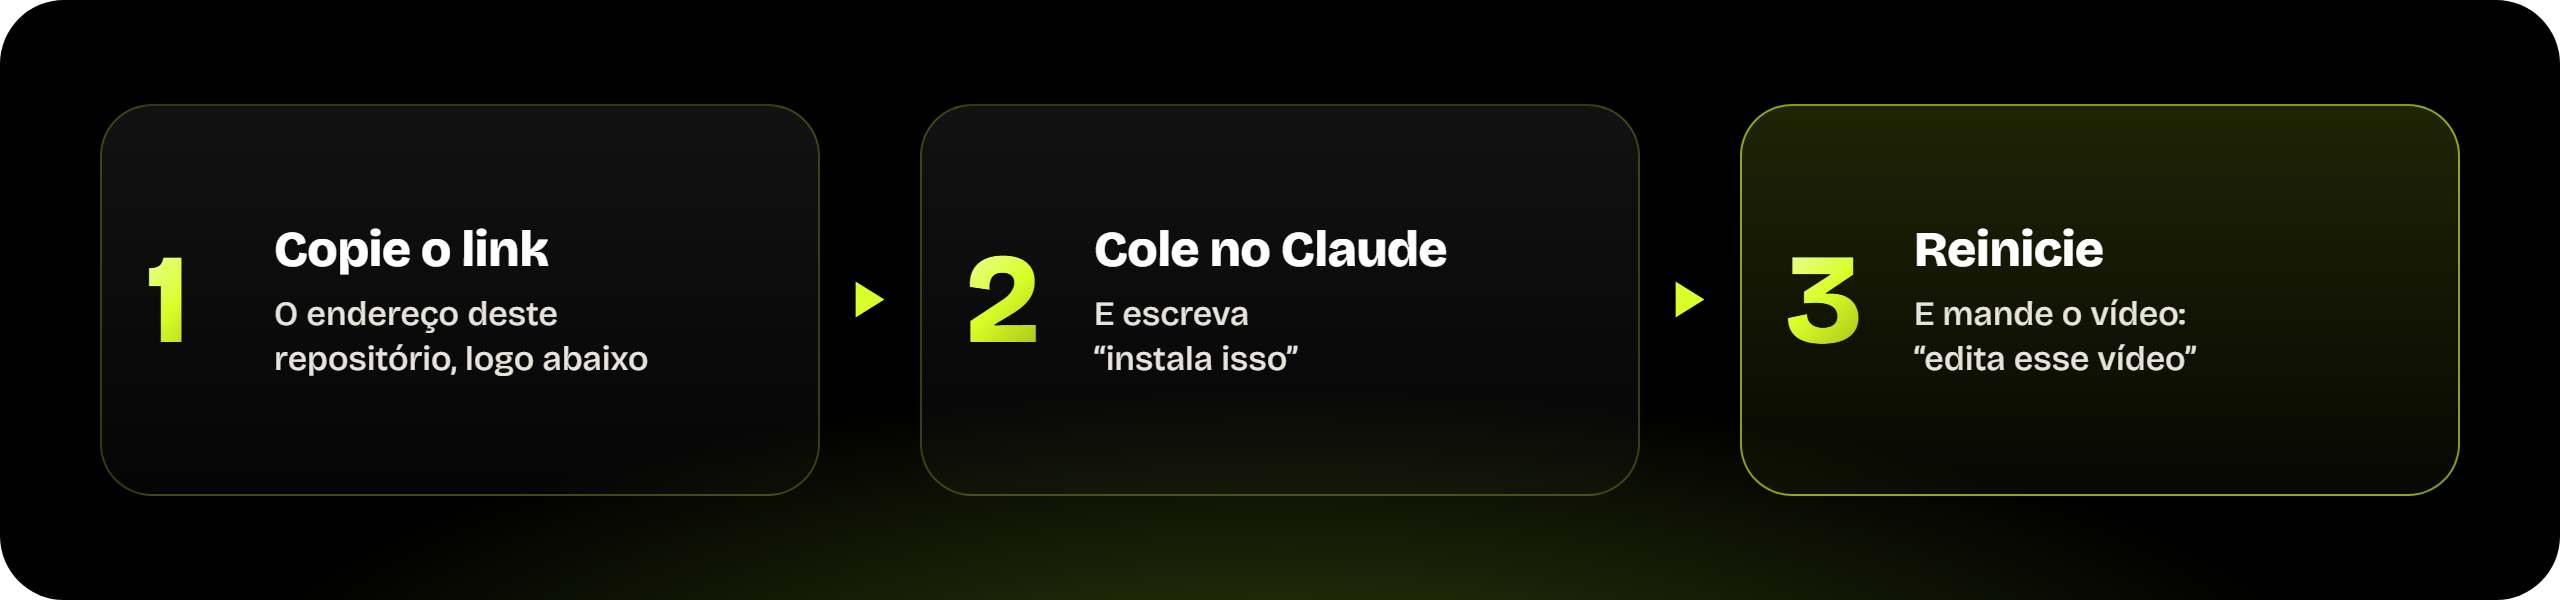 1
Copie o link
O endereço deste
repositório, logo abaixo
2
Cole no Claude
E escreva
“instala isso”
3
Reinicie
E mande o vídeo:
“edita esse vídeo”